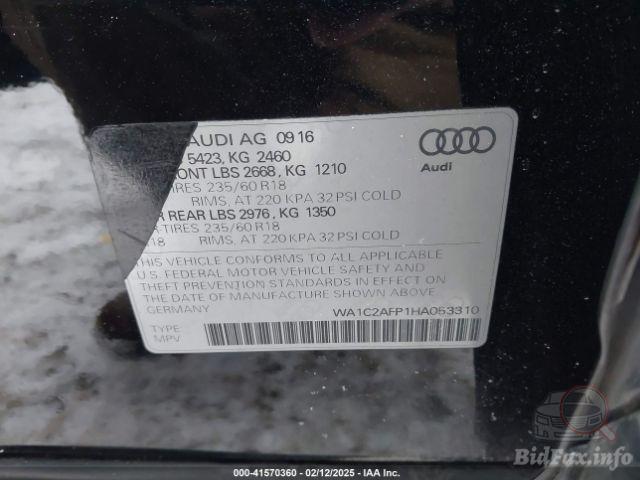 AUDI AG 09 16
5423, KG 2460
LBS 2668, KG 1210
TIRES 235/60 R18
RIMS, AT 220 KPA 32 PSI COLD
REAR LBS 2976, KG 1350
TIRES 235/60 R18
18 RIMS, AT 220 KPA 32 PSI COLD
THIS VEHICLE CONFORMS TO ALL APPLICABLE
U.S. FEDERAL MOTOR VEHICLE SAFETY AND
THEFT PREVENTION STANDARDS IN EFFECT ON
THE DATE OF MANUFACTURE SHOWN ABOVE.
GERMANY
WA1C2AFP1HA053310
TYPE
MPV
Audi
BidFax.info
00-41570360 - 02/12/2025 - IAA Inc.